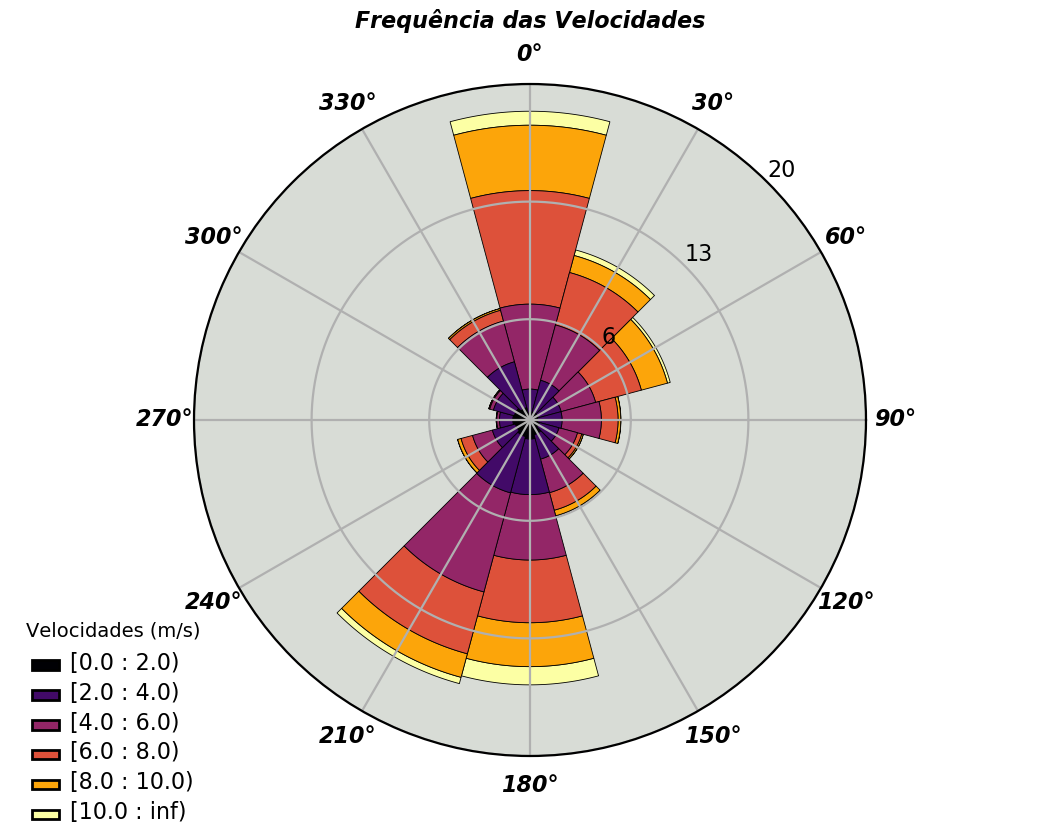 Frequência das Velocidades
0°
330°
30°
20
300°
60°
13
6
270°
90°
240°
120°
210°
150°
180°
Velocidades (m/s)
[0.0 : 2.0)
[2.0 : 4.0)
[4.0 : 6.0)
[6.0 : 8.0)
[8.0 : 10.0)
[10.0 : inf)